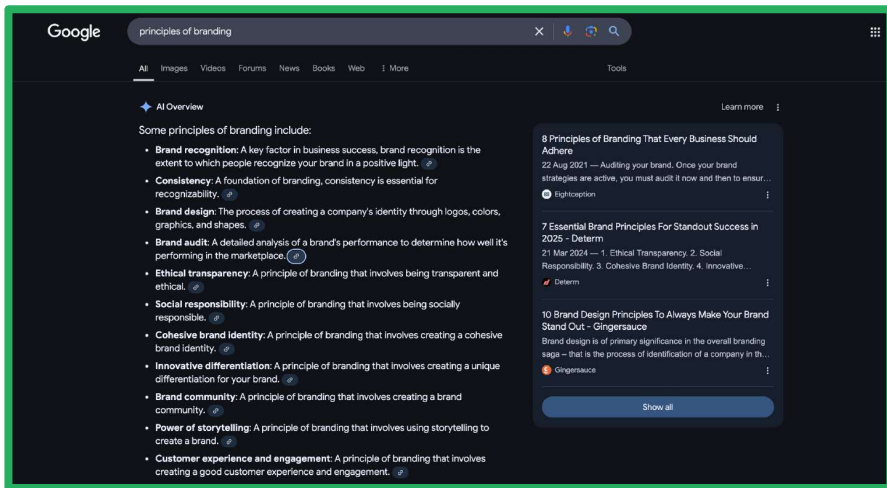 Google
principles of branding
All Images Videos Forums News Books Web More Tools
AI Overview
Learn more
Some principles of branding include:
• Brand recognition: A key factor in business success, brand recognition is the
extent to which people recognize your brand in a positive light.
• Consistency: A foundation of branding, consistency is essential for
recognizability.
• Brand design: The process of creating a company's identity through logos, colors,
graphics, and shapes.
• Brand audit: A detailed analysis of a brand's performance to determine how well it's
performing in the marketplace.
• Ethical transparency: A principle of branding that involves being transparent and
ethical.
• Social responsibility: A principle of branding that involves being socially
responsible.
• Cohesive brand identity: A principle of branding that involves creating a cohesive
brand identity.
• Innovative differentiation: A principle of branding that involves creating a unique
differentiation for your brand.
• Brand community: A principle of branding that involves creating a brand
community.
• Power of storytelling: A principle of branding that involves using storytelling to
create a brand.
• Customer experience and engagement: A principle of branding that involves
creating a good customer experience and engagement.
8 Principles of Branding That Every Business Should
Adhere
22 Aug 2021 — Auditing your brand. Once your brand
strategies are active, you must audit it now and then to ensur...
Eightception
7 Essential Brand Principles For Standout Success in
2025 - Determ
21 Mar 2024 — 1. Ethical Transparency. 2. Social
Responsibility. 3. Cohesive Brand Identity. 4. Innovative...
Determ
10 Brand Design Principles To Always Make Your Brand
Stand Out - Gingersauce
Brand design is of primary significance in the overall branding
saga – that is the process of identification of a company in th...
Gingersauce
Show all